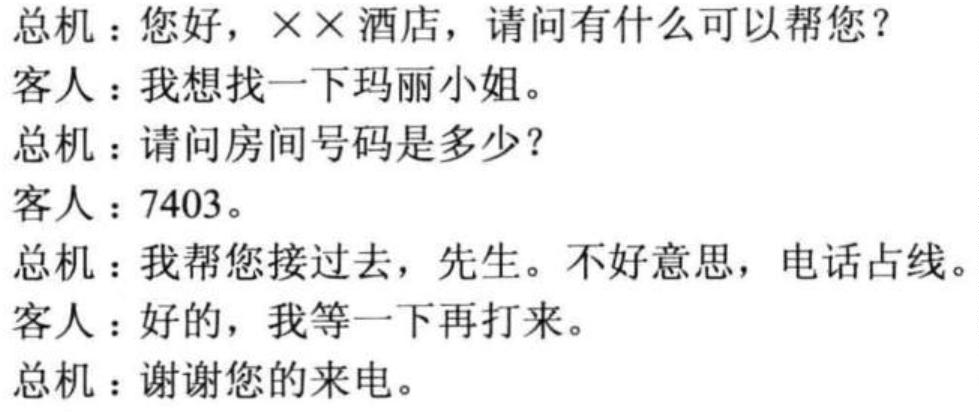 总机：您好，××酒店，请问有什么可以帮您？
客人：我想找一下玛丽小姐。
总机：请问房间号码是多少？
客人：7403。
总机：我帮您接过去，先生。不好意思，电话占线。
客人：好的，我等一下再打来。
总机：谢谢您的来电。